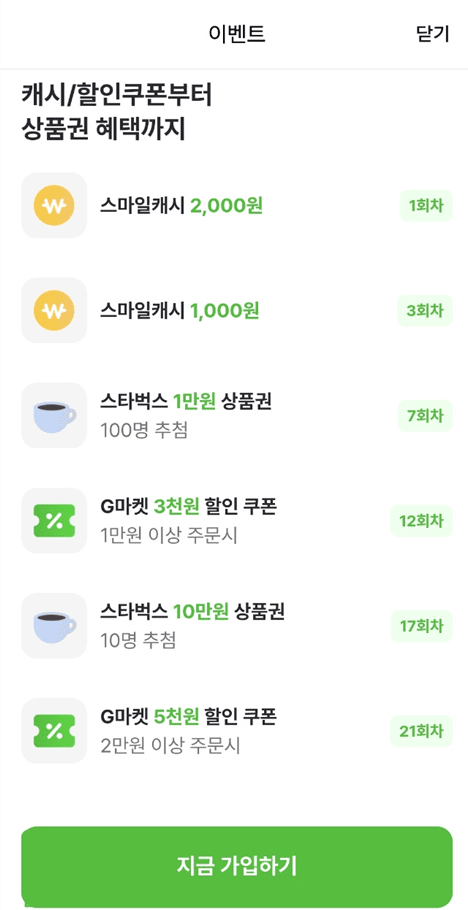 이벤트
닫기
캐시/할인쿠폰부터
상품권 혜택까지
스마일캐시 2,000원
1회차
스마일캐시 1,000원
3회차
스타벅스 1만원 상품권
100명 추첨
7회차
G마켓 3천원 할인 쿠폰
1만원 이상 주문시
12회차
스타벅스 10만원 상품권
10명 추첨
17회차
G마켓 5천원 할인 쿠폰
2만원 이상 주문시
21회차
지금 가입하기